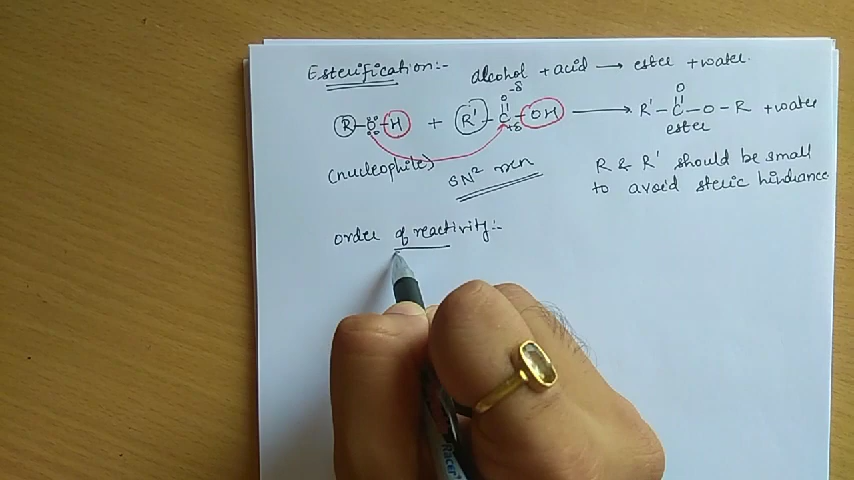 Esterification:- alcohol + acid ⟶ ester + water.
R-O-H + R'-C-OH ⟶ R'-C-O-R + water
O -δ
+δ
O
ester
(nucleophile) SN² rxn
R & R' should be small
to avoid steric hindrance
order of reactivity:-
Racer